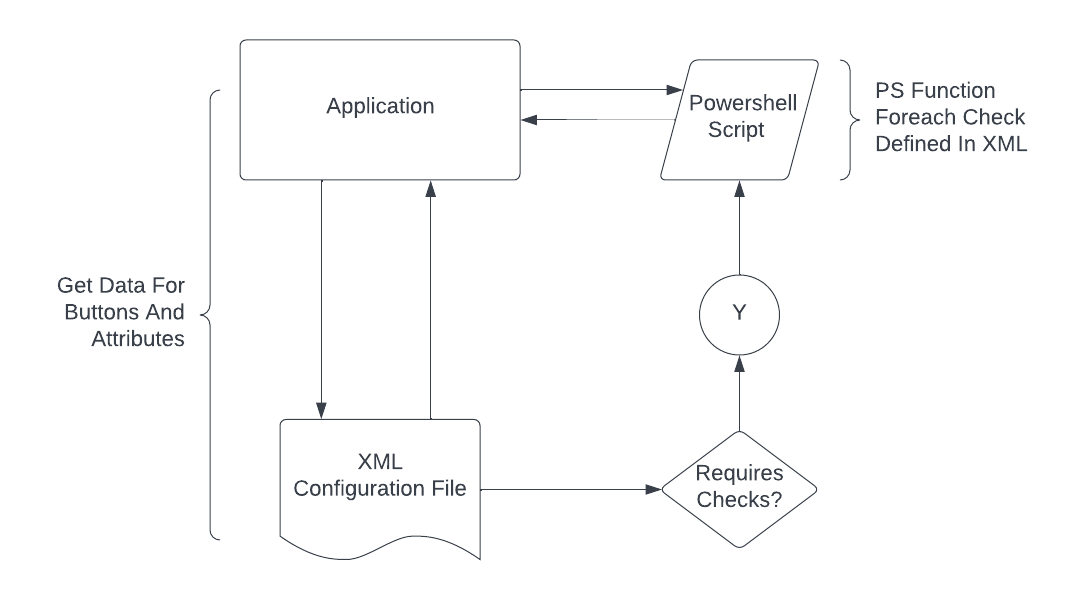 Application
Powershell
Script
PS Function
Foreach Check
Defined In XML
Get Data For
Buttons And
Attributes
Y
XML
Configuration File
Requires
Checks?